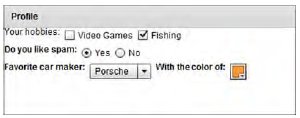 Profile
Your hobbies: Video Games Fishing
Do you like spam: Yes No
Favorite car maker: Porsche With the color of: